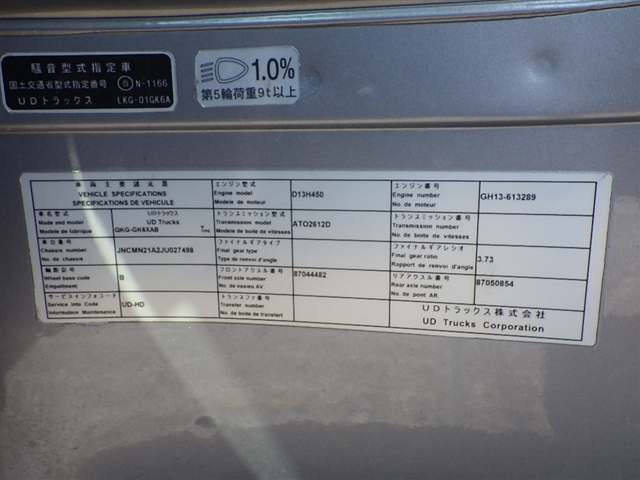 騒音型式指定車
国土交通省型式指定番号 N-1166
UDトラックス LKG-01GK6A
1.0%
第5輪荷重9t以上
車両主要諸元表
VEHICLE SPECIFICATIONS
SPECIFICATIONS DE VEHICULE
エンジン型式
Engine model
Modele de moteur
D13H450
エンジン番号
Engine number
No. de moteur
GH13-613289
車名型式
Make and model
Modele de fabrique
UDトラックス
UD Trucks
QKG-GK6XAB
トランスミッション型式
Transmission model
Modele de boite de vitesses
ATO2612D
トランスミッション番号
Transmission number
No. de boite de vitesses
車台番号
Chassis number
No. de chassis
JNCMN21A2JU027498
ファイナルギアタイプ
Final gear type
Type de renvoi d'angle
ファイナルギアレシオ
Final gear ratio
Rapport de renvoi d'angle
3.73
軸距記号
Wheel base code
Empattement
B
フロントアクスル番号
Front axle number
No. de essieu AV.
87044482
リアアクスル番号
Rear axle number
No. de pont AR.
87050854
サービスインフォコード
Service Info Code
Information Maintenance
UD-HD
トランスファ番号
Transfer number
No. de boite de transfert
UDトラックス株式会社
UD Trucks Corporation